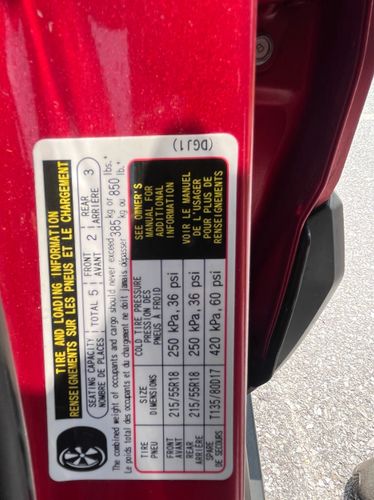 (DGJ1)
TIRE AND LOADING INFORMATION
RENSEIGNEMENTS SUR LES PNEUS ET LE CHARGEMENT
SEATING CAPACITY TOTAL 5 FRONT 2 REAR 3
NOMBRE DE PLACES AVANT ARRIÈRE
The combined weight of occupants and cargo should never exceed 385 kg or 850 lbs.
Le poids total des occupants et du chargement ne doit jamais dépasser kg ou lb.
TIRE SIZE COLD TIRE PRESSURE SEE OWNER'S
PNEU DIMENSIONS PRESSION DES MANUAL FOR
PNEUS À FROID ADDITIONAL
FRONT 215/55R18 250 kPa, 36 psi INFORMATION
AVANT
REAR 215/55R18 250 kPa, 36 psi VOIR LE MANUEL
ARRIÈRE DE L'USAGER
SPARE T135/80D17 420 kPa, 60 psi POUR PLUS DE
DE SECOURS RENSEIGNEMENTS